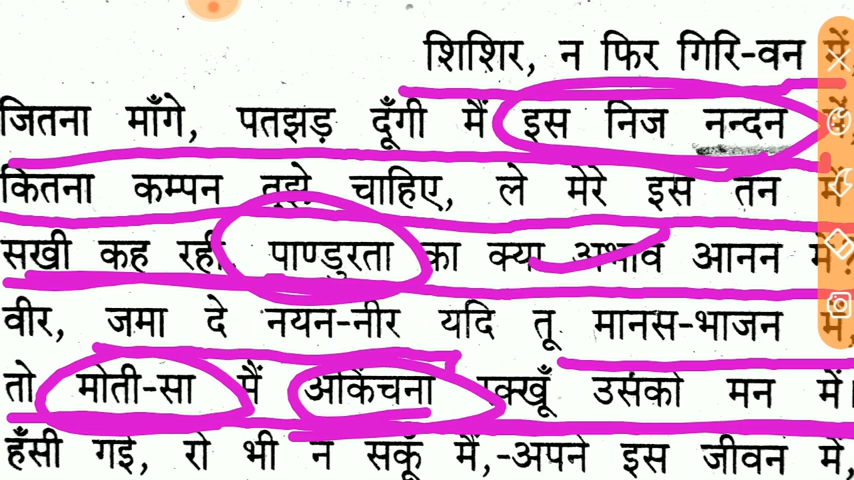 शिशिर, न फिर गिरि-वन में,
जितना माँगे, पतझड़ दूँगी मैं इस निज नन्दन में,
कितना कम्पन तुझे चाहिए, ले मेरे इस तन में
सखी कह रही, पाण्डुरता का क्या अभाव आनन में?
वीर, जमा दे नयन-नीर यदि तू मानस-भाजन में,
तो मोती-सा मैं अकिंचना रक्खूँ उसको मन में।
हँसी गई, रो भी न सकूँ मैं,-अपने इस जीवन में,